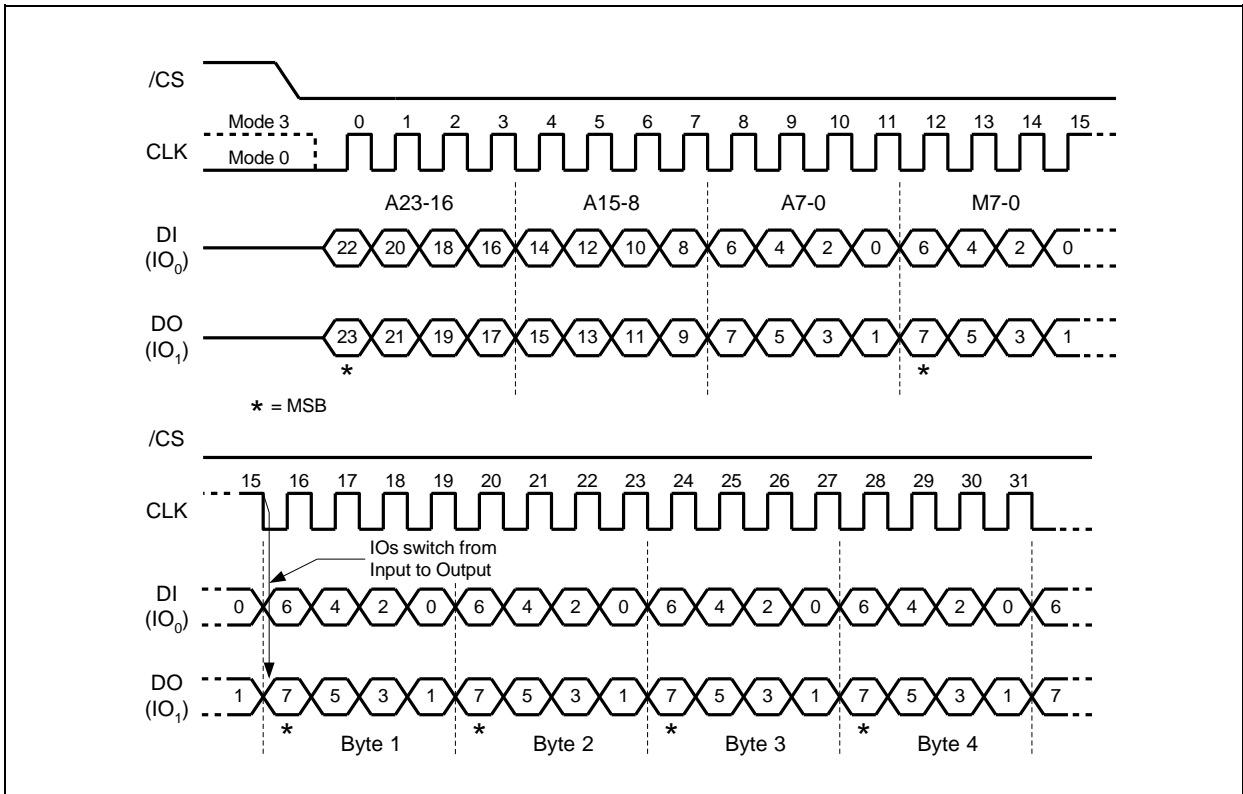 /CS
Mode 3 0 1 2 3 4 5 6 7 8 9 10 11 12 13 14 15
CLK
Mode 0
A23-16 A15-8 A7-0 M7-0
DI
(IO0)
22 20 18 16 14 12 10 8 6 4 2 0 6 4 2 0
DO
(IO1)
23 21 19 17 15 13 11 9 7 5 3 1 7 5 3 1
* *
* = MSB
/CS
15 16 17 18 19 20 21 22 23 24 25 26 27 28 29 30 31
CLK
IOs switch from
Input to Output
DI
(IO0)
0 6 4 2 0 6 4 2 0 6 4 2 0 6 4 2 0 6
DO
(IO1)
1 7 5 3 1 7 5 3 1 7 5 3 1 7 5 3 1 7
* * * *
Byte 1 Byte 2 Byte 3 Byte 4